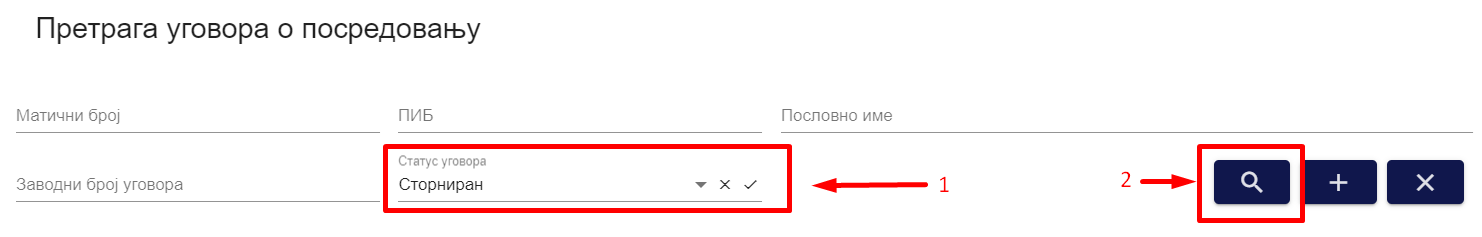 Претрага уговора о посредовању
Матични број ПИБ Пословно име
Статус уговора
Заводни број уговора Сторниран
1
2